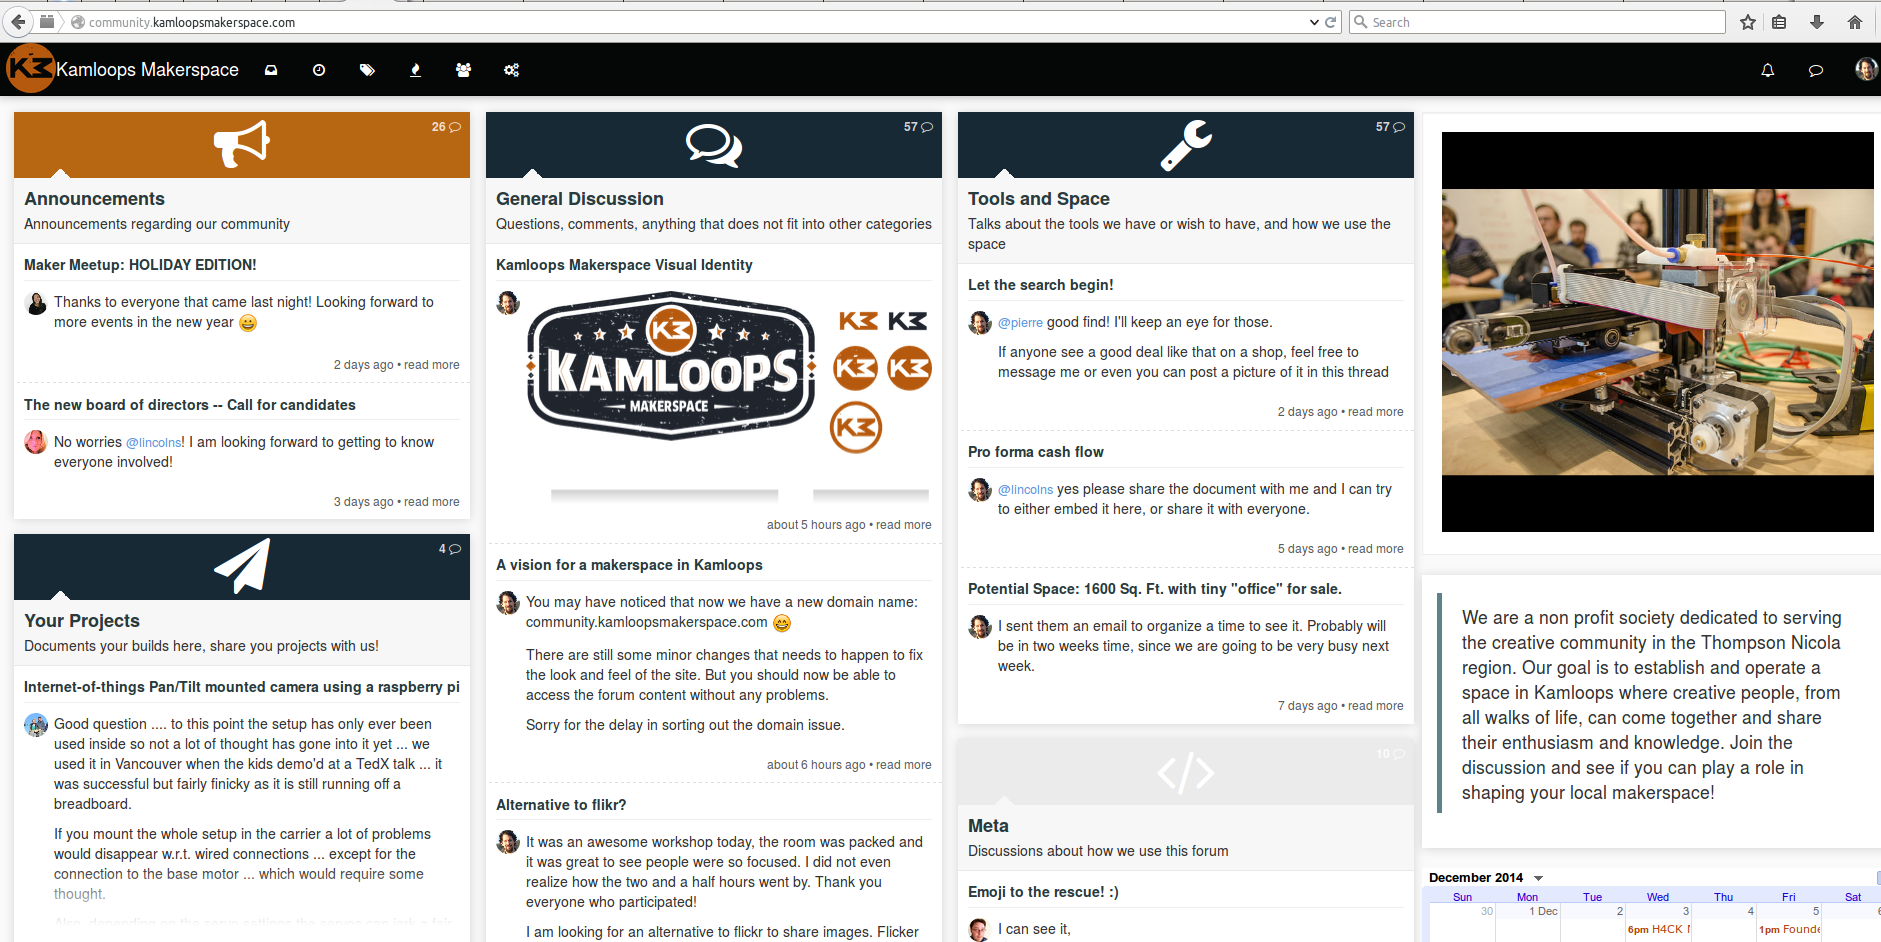 community.kamloopsmakerspace.com
Search
Kamloops Makerspace
26
Announcements
Announcements regarding our community
Maker Meetup: HOLIDAY EDITION!
Thanks to everyone that came last night! Looking forward to
more events in the new year
2 days ago • read more
The new board of directors -- Call for candidates
No worries @lincolns! I am looking forward to getting to know
everyone involved!
3 days ago • read more
4
Your Projects
Documents your builds here, share you projects with us!
Internet-of-things Pan/Tilt mounted camera using a raspberry pi
Good question .... to this point the setup has only ever been
used inside so not a lot of thought has gone into it yet ... we
used it in Vancouver when the kids demo'd at a TedX talk ... it
was successful but fairly finicky as it is still running off a
breadboard.
If you mount the whole setup in the carrier a lot of problems
would disappear w.r.t. wired connections ... except for the
connection to the base motor ... which would require some
thought.
57
General Discussion
Questions, comments, anything that does not fit into other categories
Kamloops Makerspace Visual Identity
KAMLOOPS
MAKERSPACE
about 5 hours ago • read more
A vision for a makerspace in Kamloops
You may have noticed that now we have a new domain name:
community.kamloopsmakerspace.com
There are still some minor changes that needs to happen to fix
the look and feel of the site. But you should now be able to
access the forum content without any problems.
Sorry for the delay in sorting out the domain issue.
about 6 hours ago • read more
Alternative to flikr?
It was an awesome workshop today, the room was packed and
it was great to see people were so focused. I did not even
realize how the two and a half hours went by. Thank you
everyone who participated!
I am looking for an alternative to flickr to share images. Flicker
57
Tools and Space
Talks about the tools we have or wish to have, and how we use the
space
Let the search begin!
@pierre good find! I'll keep an eye for those.
If anyone see a good deal like that on a shop, feel free to
message me or even you can post a picture of it in this thread
2 days ago • read more
Pro forma cash flow
@lincolns yes please share the document with me and I can try
to either embed it here, or share it with everyone.
5 days ago • read more
Potential Space: 1600 Sq. Ft. with tiny "office" for sale.
I sent them an email to organize a time to see it. Probably will
be in two weeks time, since we are going to be very busy next
week.
7 days ago • read more
10
Meta
Discussions about how we use this forum
Emoji to the rescue! :)
I can see it,
We are a non profit society dedicated to serving
the creative community in the Thompson Nicola
region. Our goal is to establish and operate a
space in Kamloops where creative people, from
all walks of life, can come together and share
their enthusiasm and knowledge. Join the
discussion and see if you can play a role in
shaping your local makerspace!
December 2014
Sun Mon Tue Wed Thu Fri Sat
30 1 Dec 2 3 4 5 6
6pm H4CK
1pm Founde